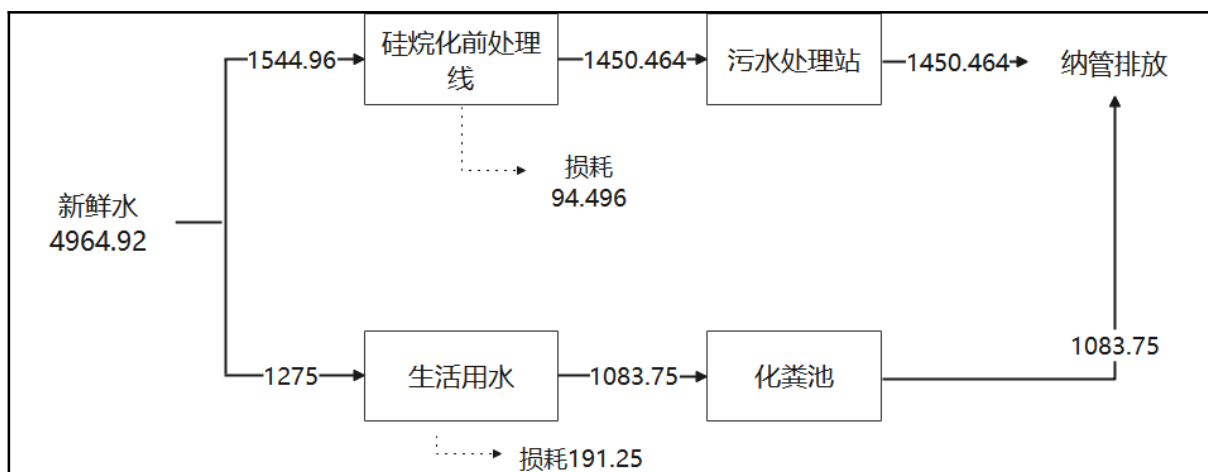 硅烷化前处理
线
1544.96
1450.464
污水处理站
1450.464
纳管排放
损耗
94.496
新鲜水
4964.92
1275
生活用水
1083.75
化粪池
1083.75
损耗191.25